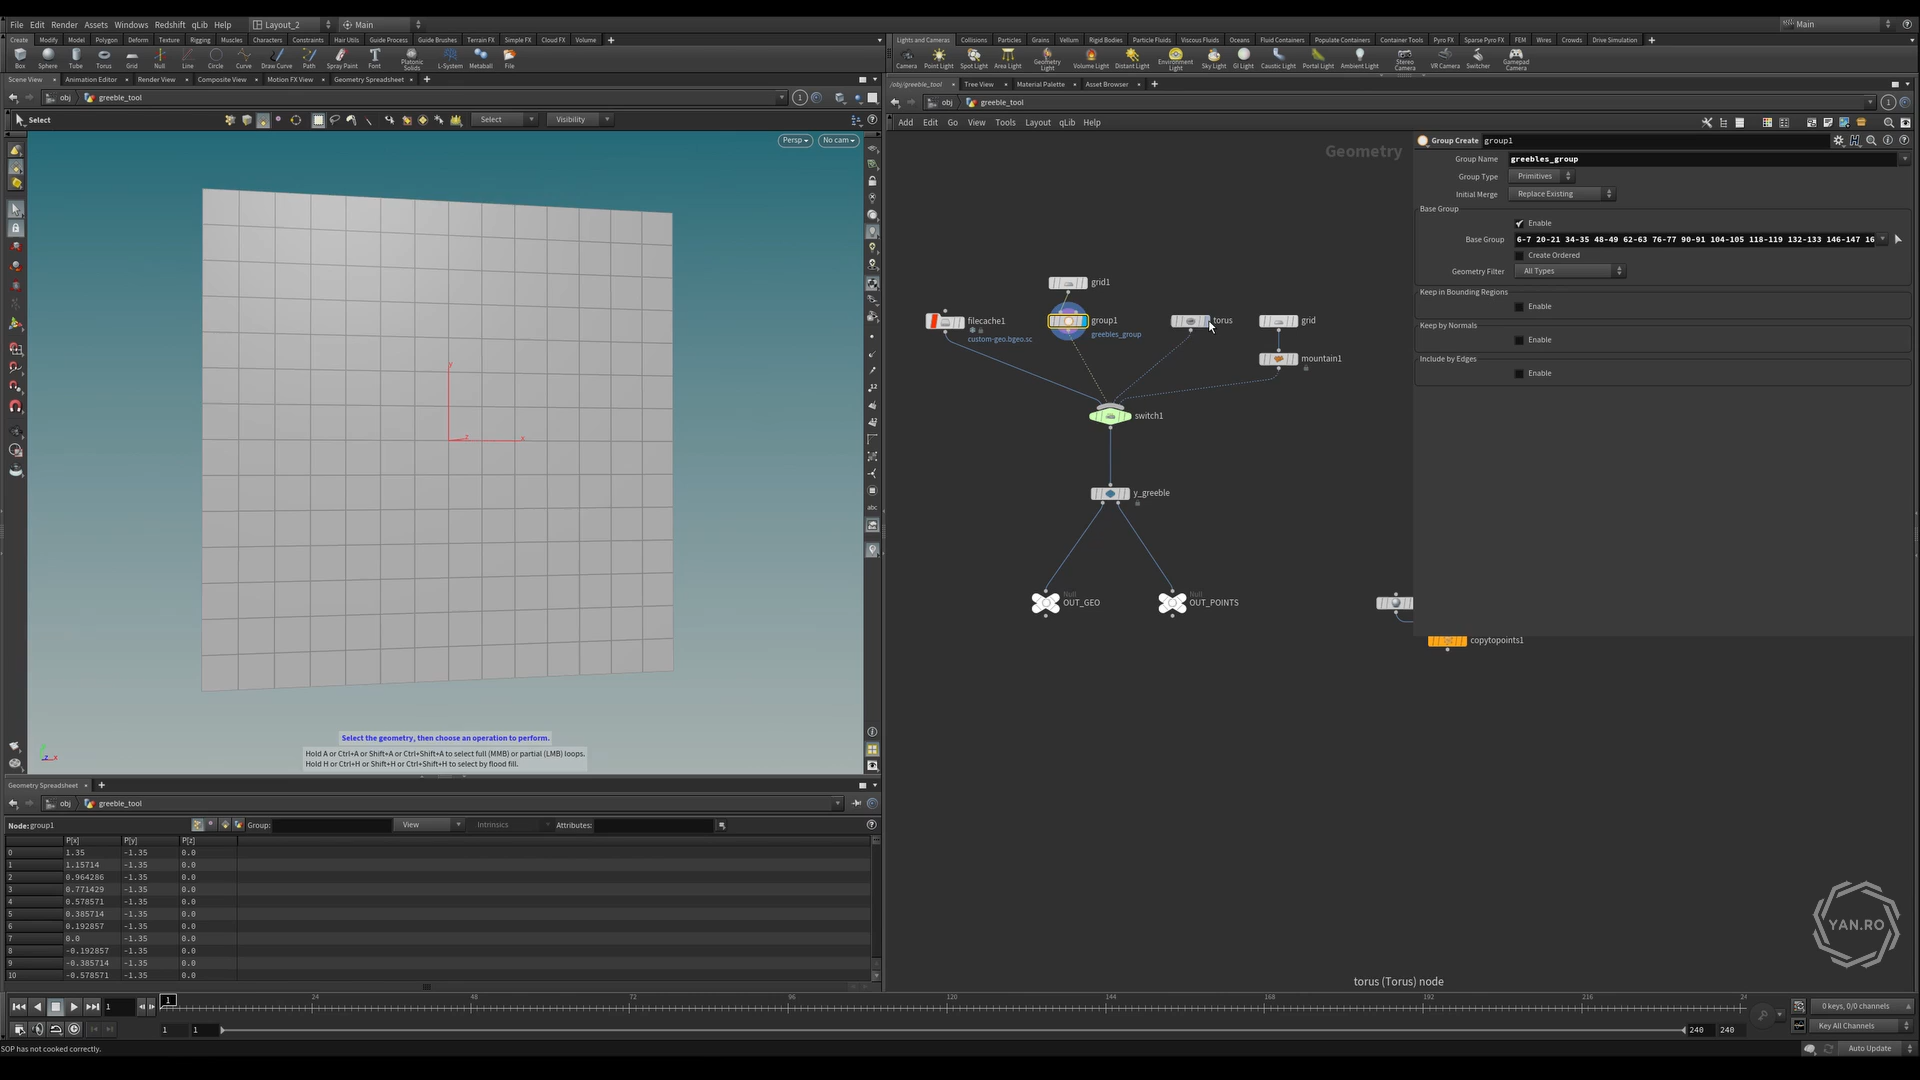 File Edit Render Assets Windows Redshift qLib Help Layout_2 Main Main
Create Modify Model Polygon Deform Texture Rigging Muscles Characters Constraints Hair Utils Guide Process Guide Brushes Terrain FX Simple FX Cloud FX Volume
Lights and Cameras Collisions Particles Grains Vellum Rigid Bodies Particle Fluids Viscous Fluids Oceans Fluid Containers Populate Containers Container Tools Pyro FX Sparse Pyro FX FEM Wires Crowds Drive Simulation
Box Sphere Tube Torus Grid Null Line Circle Curve Draw Curve Path Spray Paint Font Platonic Solids L-System Metaball File
Camera Point Light Spot Light Area Light Geometry Light Volume Light Distant Light Environment Light Sky Light GI Light Caustic Light Portal Light Ambient Light Stereo Camera VR Camera Switcher Gamepad Camera
Scene View Animation Editor Render View Composite View Motion FX View Geometry Spreadsheet
/obj/greeble_tool Tree View Material Palette Asset Browser
obj greeble_tool 1
obj greeble_tool 1
Select Select Visibility
Add Edit Go View Tools Layout qLib Help
Persp No cam
Geometry
Group Create group1
Group Name greebles_group
Group Type Primitives
Initial Merge Replace Existing
Base Group
Enable
Base Group 6-7 20-21 34-35 48-49 62-63 76-77 90-91 104-105 118-119 132-133 146-147 16
Create Ordered
Geometry Filter All Types
Keep in Bounding Regions
Enable
Keep by Normals
Enable
Include by Edges
Enable
grid1
filecache1
custom-geo.bgeo.sc
group1
greebles_group
torus
grid
mountain1
switch1
y_greeble
Null
OUT_GEO
Null
OUT_POINTS
copytopoints1
y
z
x
abc
Select the geometry, then choose an operation to perform.
Hold A or Ctrl+A or Shift+A or Ctrl+Shift+A to select full (MMB) or partial (LMB) loops.
Hold H or Ctrl+H or Shift+H or Ctrl+Shift+H to select by flood fill.
Geometry Spreadsheet
obj greeble_tool
Node: group1 Group: View Intrinsics Attributes:
P[x] P[y] P[z]
0 1.35 -1.35 0.0
1 1.15714 -1.35 0.0
2 0.964286 -1.35 0.0
3 0.771429 -1.35 0.0
4 0.578571 -1.35 0.0
5 0.385714 -1.35 0.0
6 0.192857 -1.35 0.0
7 0.0 -1.35 0.0
8 -0.192857 -1.35 0.0
9 -0.385714 -1.35 0.0
10 -0.578571 -1.35 0.0
YAN.RO
torus (Torus) node
1 1 24 48 72 96 120 144 168 192 216 24
0 keys, 0/0 channels
1 1 240 240 Key All Channels
SOP has not cooked correctly.
Auto Update